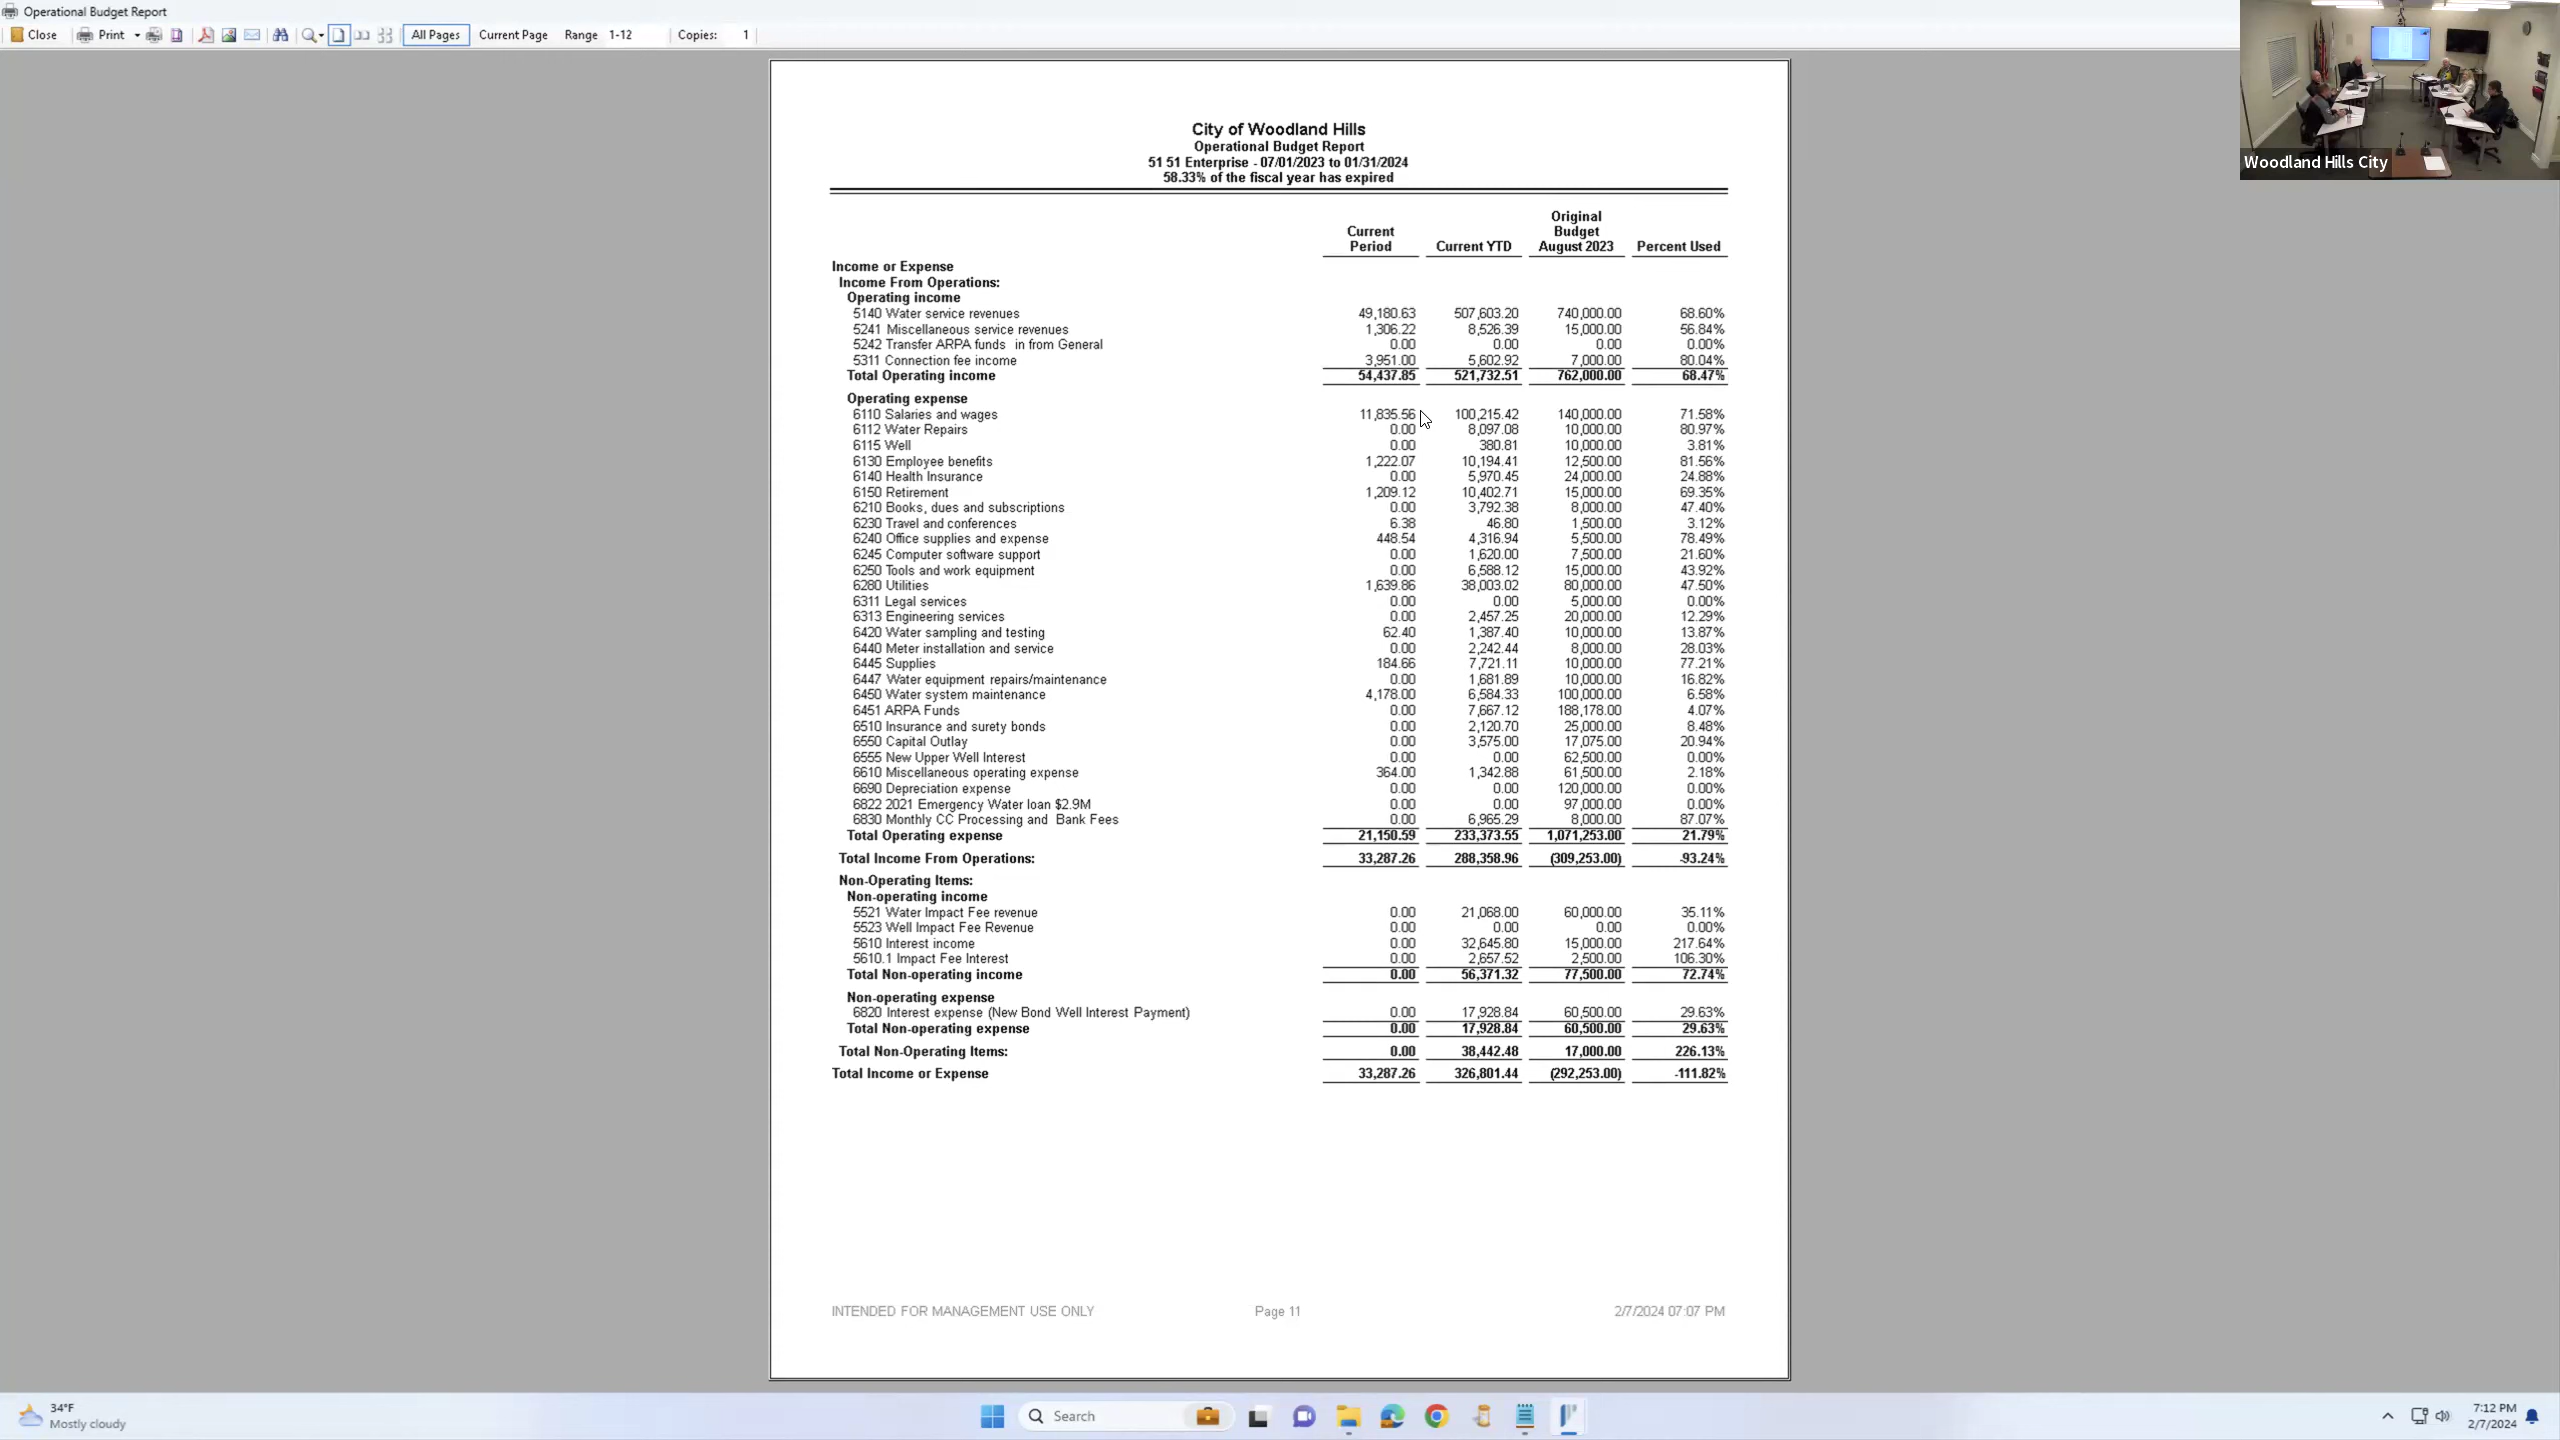 Operational Budget Report
Close Print All Pages Current Page Range 1-12 Copies: 1
Woodland Hills City
City of Woodland Hills
Operational Budget Report
51 51 Enterprise - 07/01/2023 to 01/31/2024
58.33% of the fiscal year has expired
Current Period Current YTD Original Budget August 2023 Percent Used
Income or Expense
Income From Operations:
Operating income
5140 Water service revenues 49,180.63 507,603.20 740,000.00 68.60%
5241 Miscellaneous service revenues 1,306.22 8,526.39 15,000.00 56.84%
5242 Transfer ARPA funds in from General 0.00 0.00 0.00 0.00%
5311 Connection fee income 3,951.00 5,602.92 7,000.00 80.04%
Total Operating income 54,437.85 521,732.51 762,000.00 68.47%
Operating expense
6110 Salaries and wages 11,835.56 100,215.42 140,000.00 71.58%
6112 Water Repairs 0.00 8,097.08 10,000.00 80.97%
6115 Well 0.00 380.81 10,000.00 3.81%
6130 Employee benefits 1,222.07 10,194.41 12,500.00 81.56%
6140 Health Insurance 0.00 5,970.45 24,000.00 24.88%
6150 Retirement 1,209.12 10,402.71 15,000.00 69.35%
6210 Books, dues and subscriptions 0.00 3,792.38 8,000.00 47.40%
6230 Travel and conferences 6.38 46.80 1,500.00 3.12%
6240 Office supplies and expense 448.54 4,316.94 5,500.00 78.49%
6245 Computer software support 0.00 1,620.00 7,500.00 21.60%
6250 Tools and work equipment 0.00 6,588.12 15,000.00 43.92%
6280 Utilities 1,639.86 38,003.02 80,000.00 47.50%
6311 Legal services 0.00 0.00 5,000.00 0.00%
6313 Engineering services 0.00 2,457.25 20,000.00 12.29%
6420 Water sampling and testing 62.40 1,387.40 10,000.00 13.87%
6440 Meter installation and service 0.00 2,242.44 8,000.00 28.03%
6445 Supplies 184.66 7,721.11 10,000.00 77.21%
6447 Water equipment repairs/maintenance 0.00 1,681.89 10,000.00 16.82%
6450 Water system maintenance 4,178.00 6,584.33 100,000.00 6.58%
6451 ARPA Funds 0.00 7,667.12 188,178.00 4.07%
6510 Insurance and surety bonds 0.00 2,120.70 25,000.00 8.48%
6550 Capital Outlay 0.00 3,575.00 17,075.00 20.94%
6555 New Upper Well Interest 0.00 0.00 62,500.00 0.00%
6610 Miscellaneous operating expense 364.00 1,342.88 61,500.00 2.18%
6690 Depreciation expense 0.00 0.00 120,000.00 0.00%
6822 2021 Emergency Water loan $2.9M 0.00 0.00 97,000.00 0.00%
6830 Monthly CC Processing and Bank Fees 0.00 6,965.29 8,000.00 87.07%
Total Operating expense 21,150.59 233,373.55 1,071,253.00 21.79%
Total Income From Operations: 33,287.26 288,358.96 (309,253.00) -93.24%
Non-Operating Items:
Non-operating income
5521 Water Impact Fee revenue 0.00 21,068.00 60,000.00 35.11%
5523 Well Impact Fee Revenue 0.00 0.00 0.00 0.00%
5610 Interest income 0.00 32,645.80 15,000.00 217.64%
5610.1 Impact Fee Interest 0.00 2,657.52 2,500.00 106.30%
Total Non-operating income 0.00 56,371.32 77,500.00 72.74%
Non-operating expense
6820 Interest expense (New Bond Well Interest Payment) 0.00 17,928.84 60,500.00 29.63%
Total Non-operating expense 0.00 17,928.84 60,500.00 29.63%
Total Non-Operating Items: 0.00 38,442.48 17,000.00 226.13%
Total Income or Expense 33,287.26 326,801.44 (292,253.00) -111.82%
INTENDED FOR MANAGEMENT USE ONLY Page 11 2/7/2024 07:07 PM
34°F
Mostly cloudy
Search
7:12 PM
2/7/2024